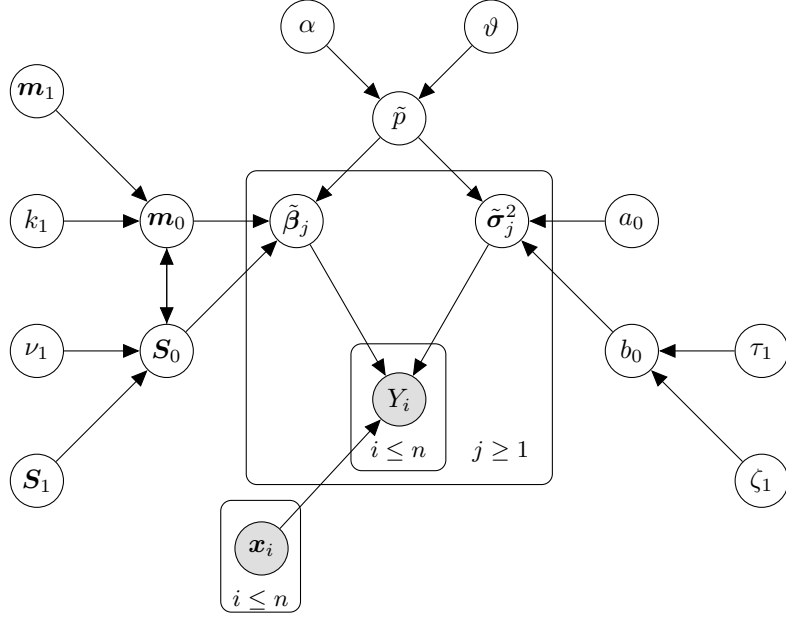 α ϑ
𝒎₁ p̃
k₁ 𝒎₀ 𝜷̃ⱼ 𝝈̃ⱼ² a₀
ν₁ 𝑺₀ b₀ τ₁
Yᵢ
i ≤ n j ≥ 1
𝑺₁ ζ₁
𝒙ᵢ
i ≤ n